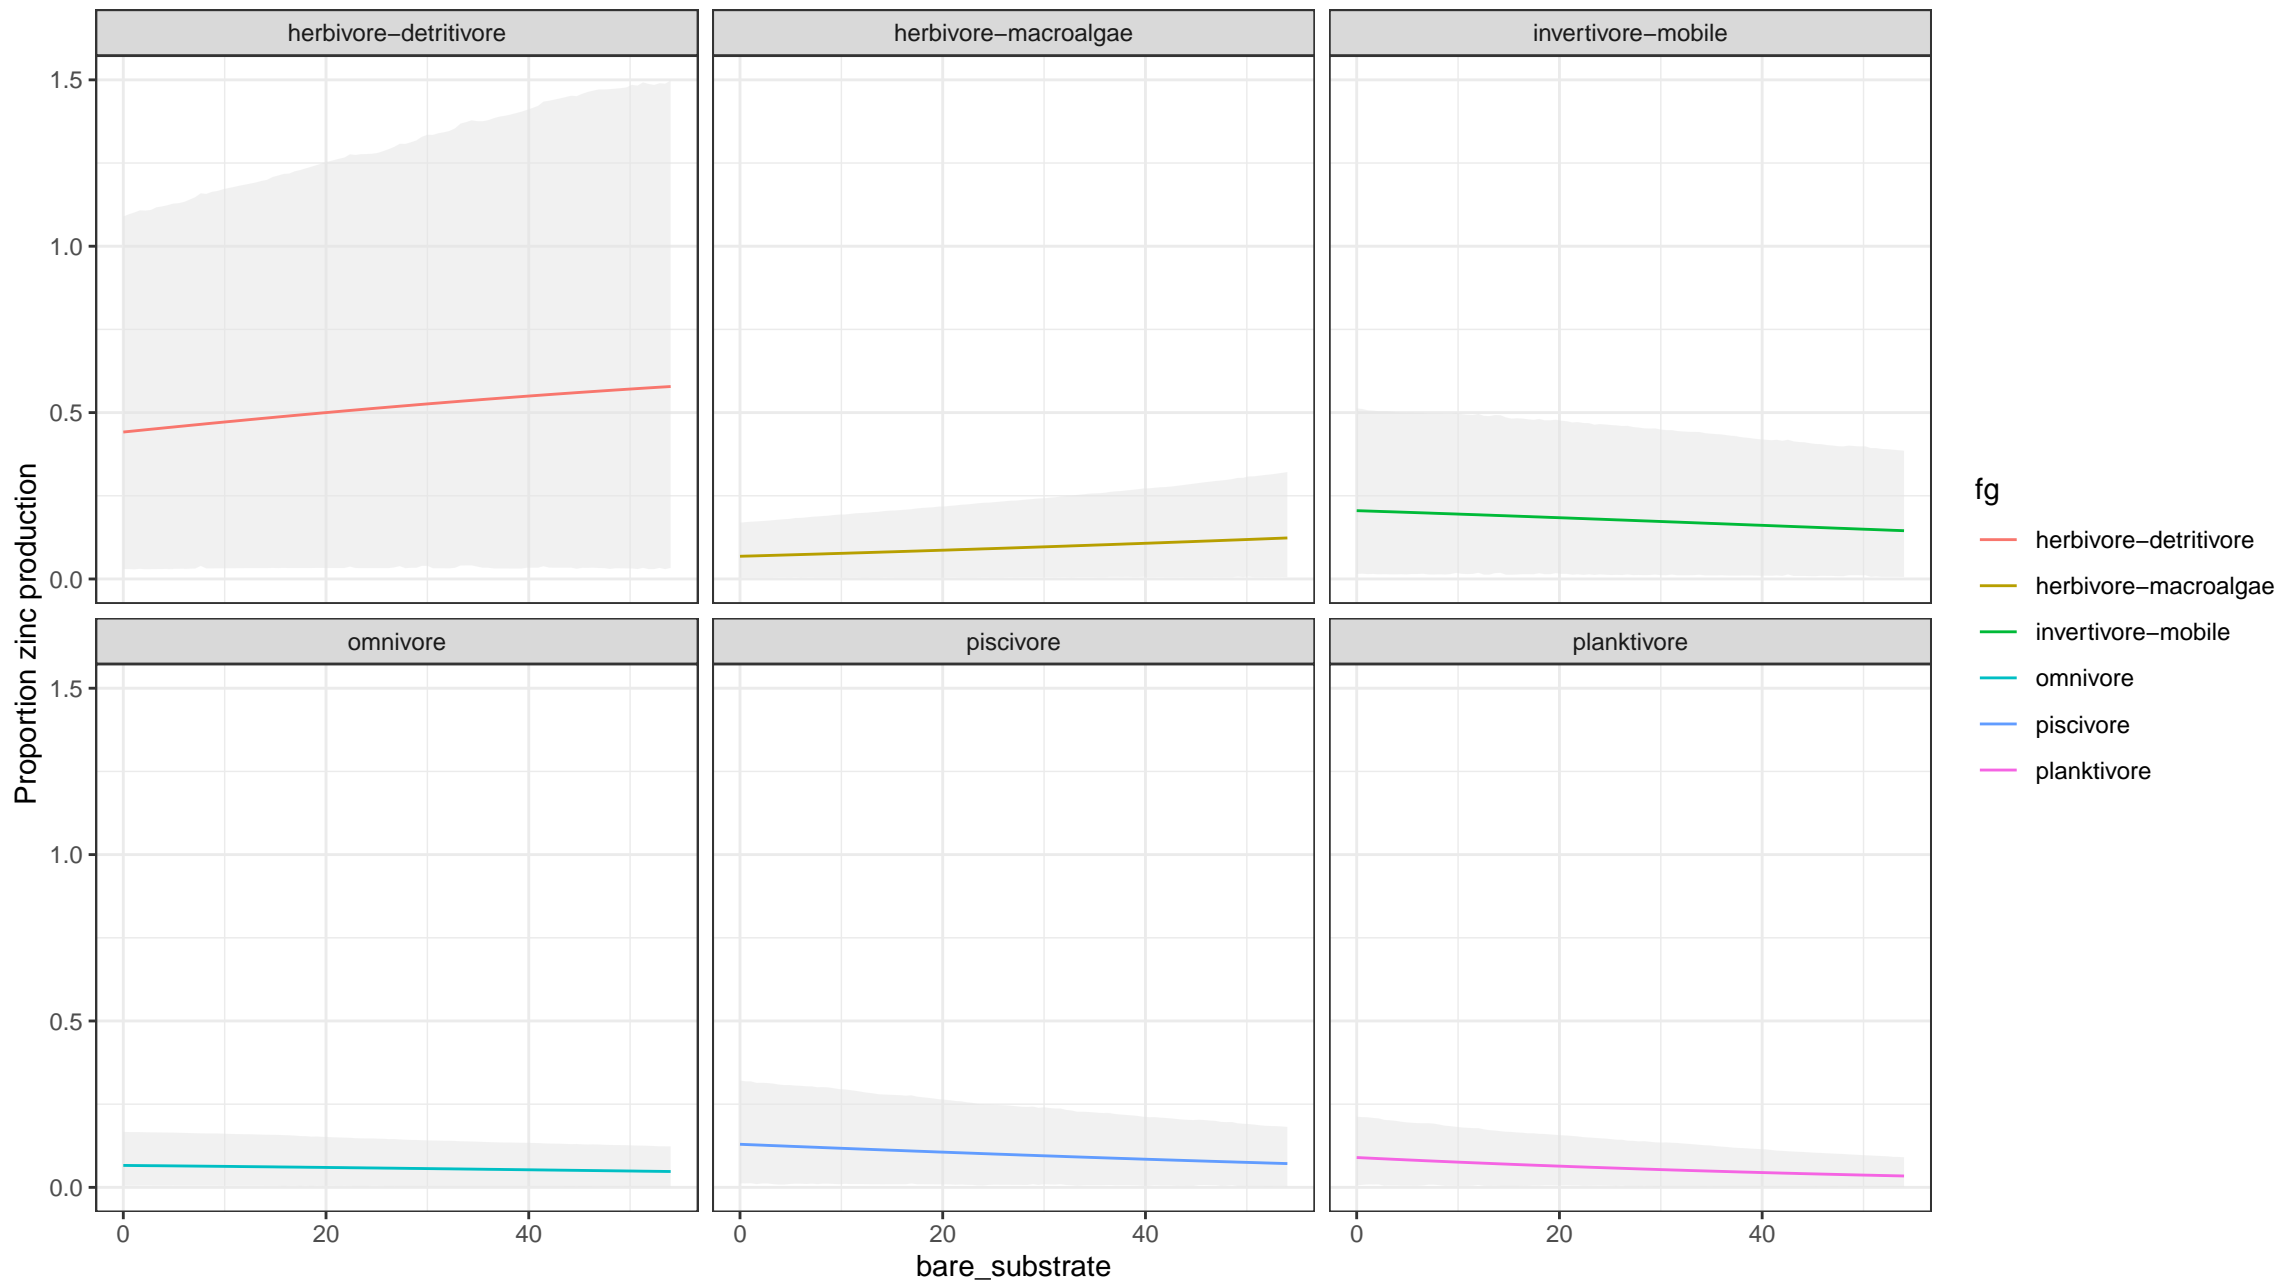 herbivore−detritivore
herbivore−macroalgae
invertivore−mobile
1.5
1.0
0.5
0.0
omnivore
piscivore
planktivore
1.5
1.0
0.5
0.0
0 20 40
0 20 40
0 20 40
bare_substrate
Proportion zinc production
fg
herbivore−detritivore
herbivore−macroalgae
invertivore−mobile
omnivore
piscivore
planktivore